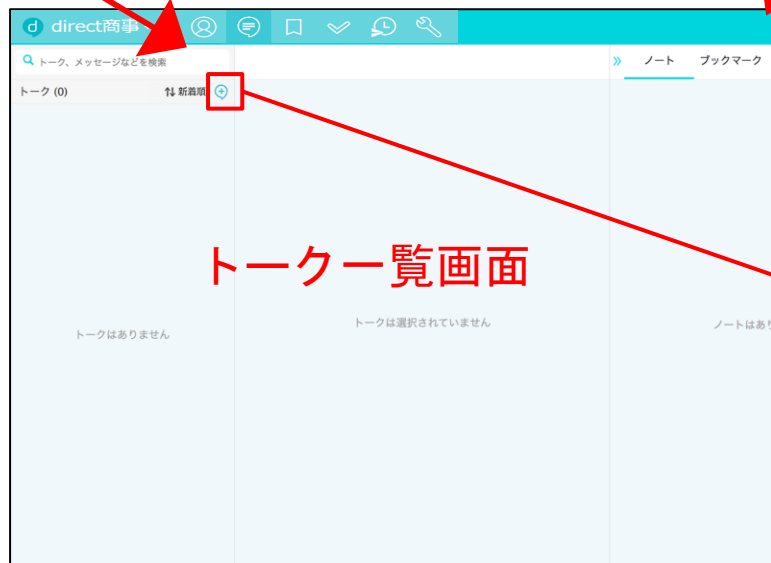 direct商事
トーク、メッセージなどを検索
ノート ブックマーク
トーク (0) 新着順
トーク一覧画面
トークは選択されていません
トークはありません
ノートはあ